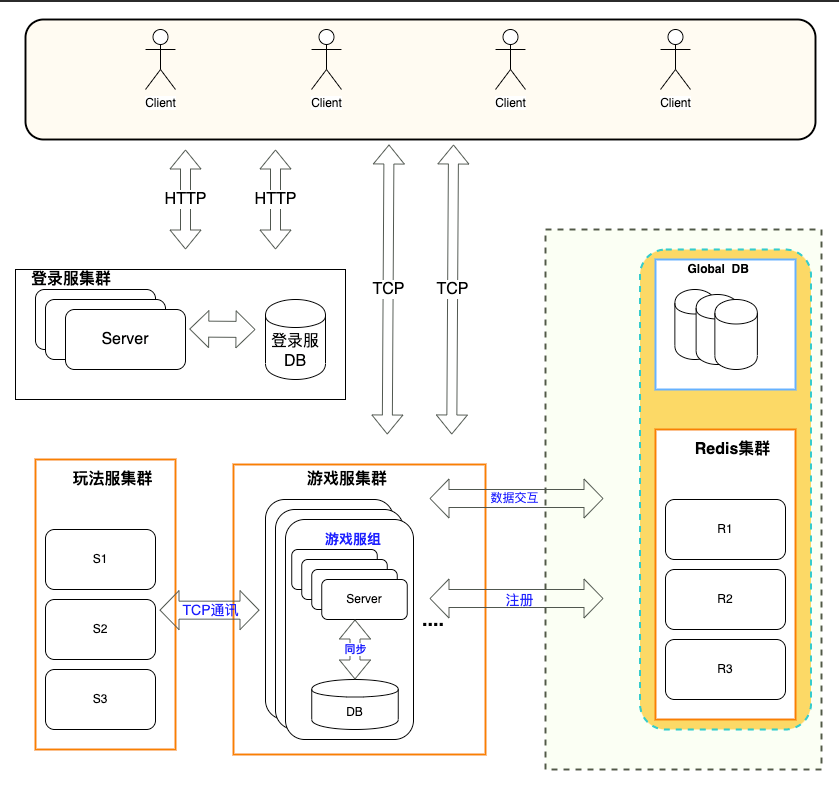 Client
Client
Client
Client
HTTP
HTTP
TCP
TCP
登录服集群
Server
登录服
DB
Global DB
玩法服集群
S1
S2
S3
TCP通讯
游戏服集群
游戏服组
Server
同步
DB
....
数据交互
注册
Redis集群
R1
R2
R3